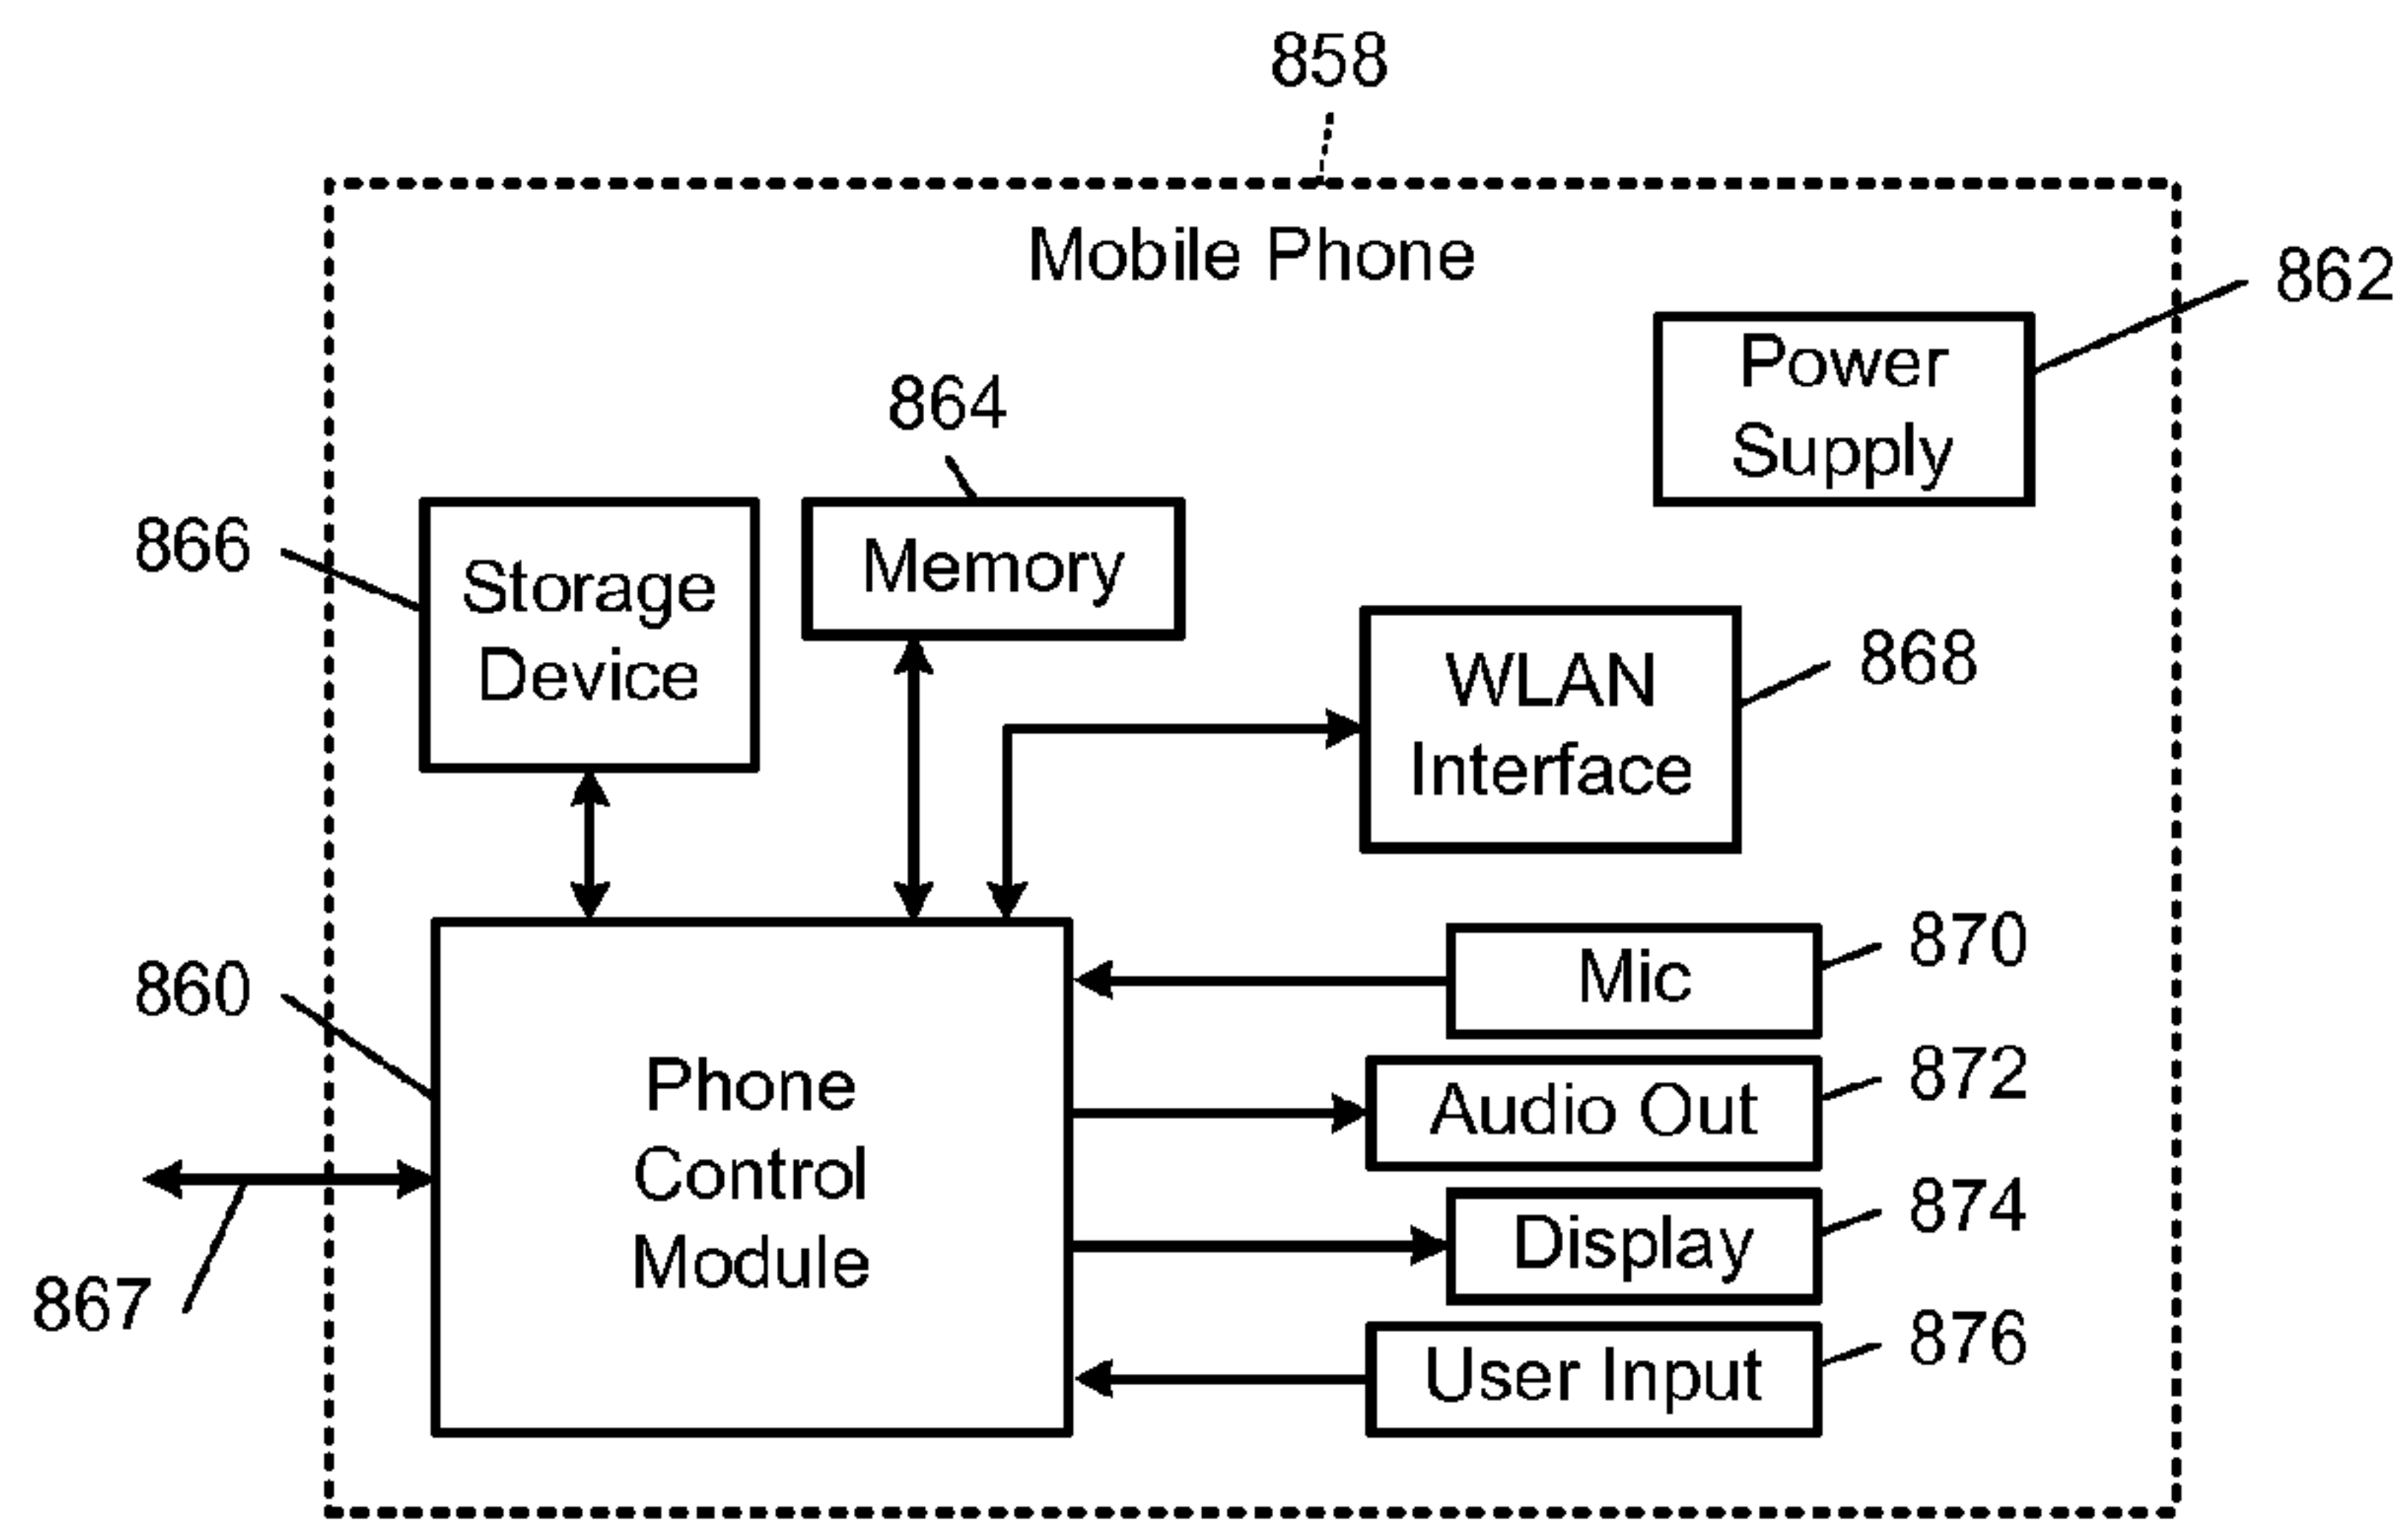 858
Mobile Phone
862
Power
Supply
864
866
Storage
Device
Memory
WLAN
Interface
868
860
Phone
Control
Module
Mic
870
Audio Out
872
867
Display
874
User Input
876